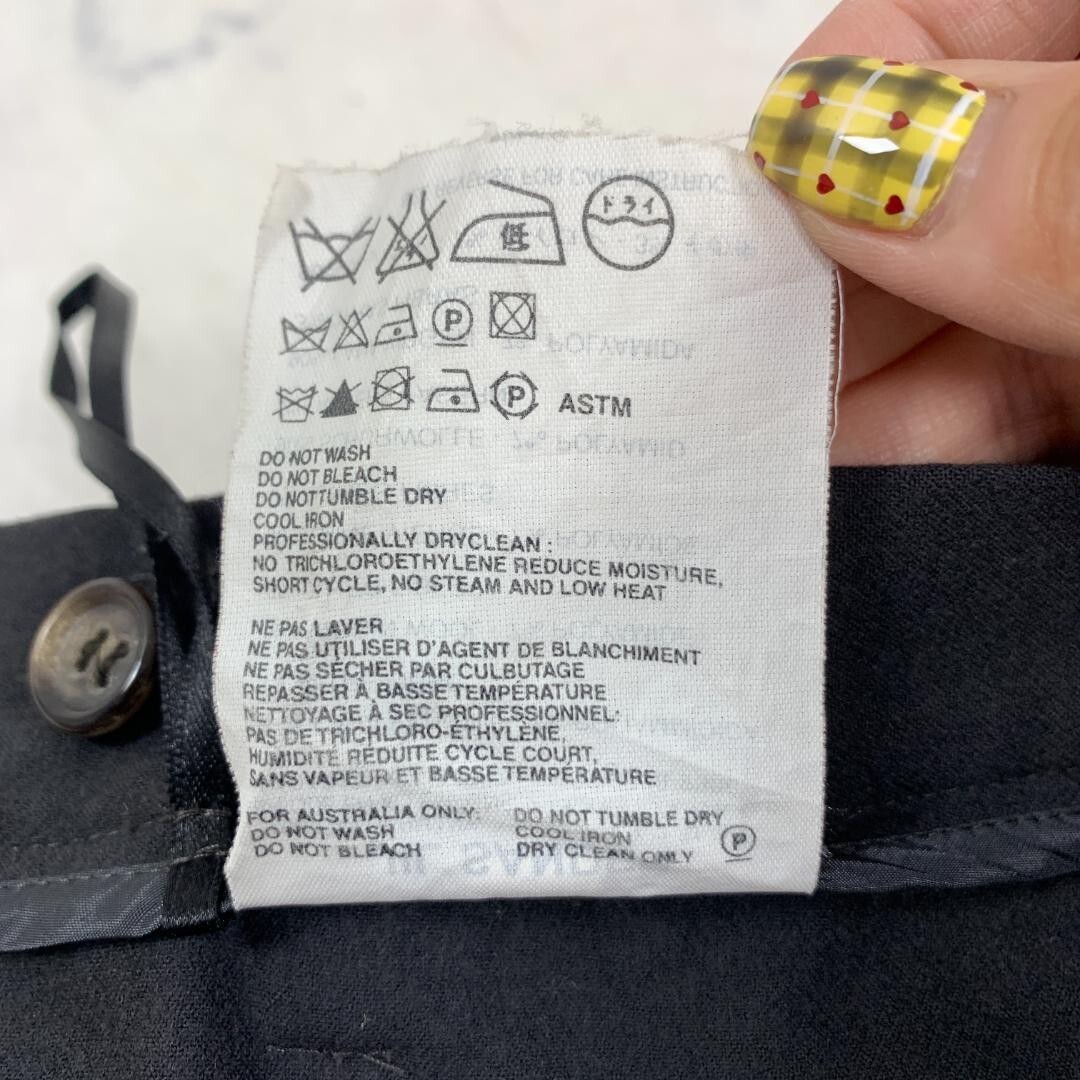 低
ドライ
P
P
ASTM
DO NOT WASH
DO NOT BLEACH
DO NOT TUMBLE DRY
COOL IRON
PROFESSIONALLY DRYCLEAN :
NO TRICHLOROETHYLENE REDUCE MOISTURE,
SHORT CYCLE, NO STEAM AND LOW HEAT
NE PAS LAVER
NE PAS UTILISER D'AGENT DE BLANCHIMENT
NE PAS SÉCHER PAR CULBUTAGE
REPASSER À BASSE TEMPÉRATURE
NETTOYAGE À SEC PROFESSIONNEL:
PAS DE TRICHLORO-ÉTHYLÈNE,
HUMIDITÉ REDUITE CYCLE COURT,
SANS VAPEUR ET BASSE TEMPÉRATURE
FOR AUSTRALIA ONLY:
DO NOT WASH
DO NOT BLEACH
DO NOT TUMBLE DRY
COOL IRON
DRY CLEAN ONLY
P